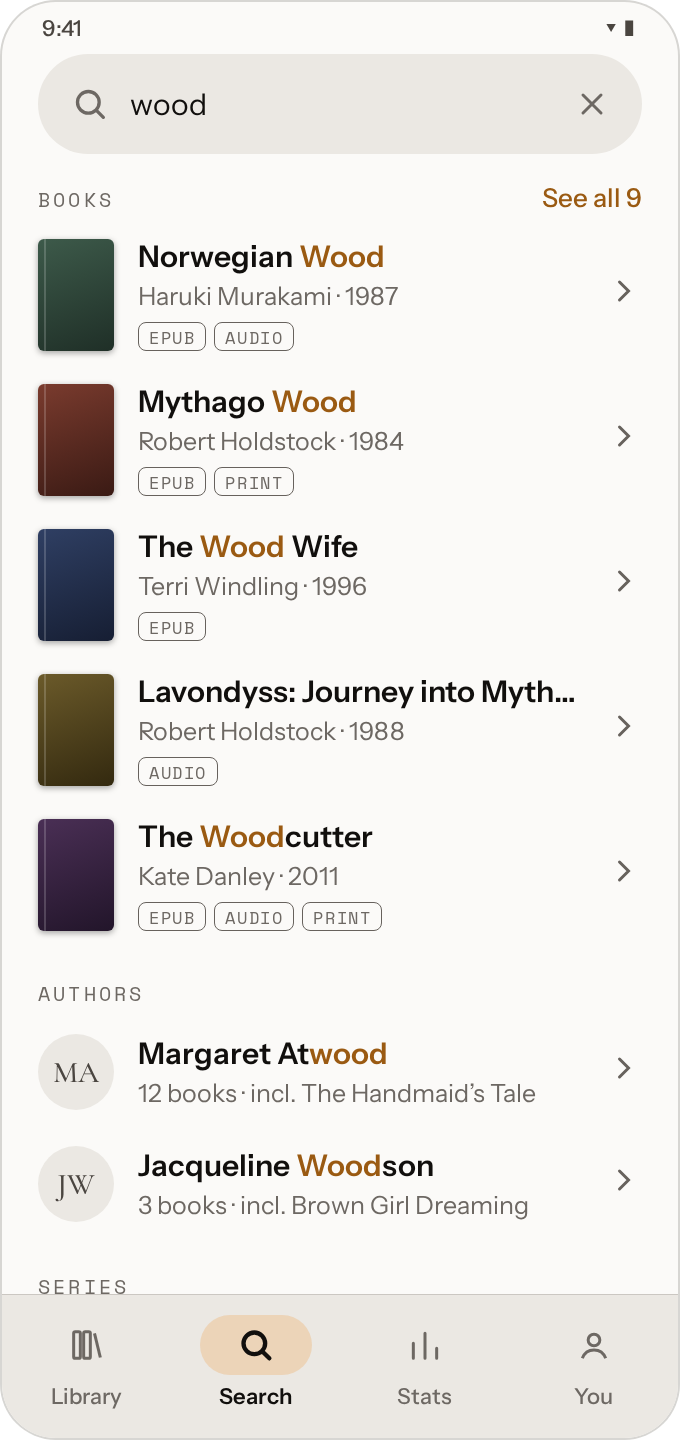 9:41
wood
BOOKS
See all 9
Norwegian Wood
Haruki Murakami · 1987
EPUB AUDIO
Mythago Wood
Robert Holdstock · 1984
EPUB PRINT
The Wood Wife
Terri Windling · 1996
EPUB
Lavondyss: Journey into Myth...
Robert Holdstock · 1988
AUDIO
The Woodcutter
Kate Danley · 2011
EPUB AUDIO PRINT
AUTHORS
MA
Margaret Atwood
12 books · incl. The Handmaid’s Tale
JW
Jacqueline Woodson
3 books · incl. Brown Girl Dreaming
SERIES
Library Search Stats You